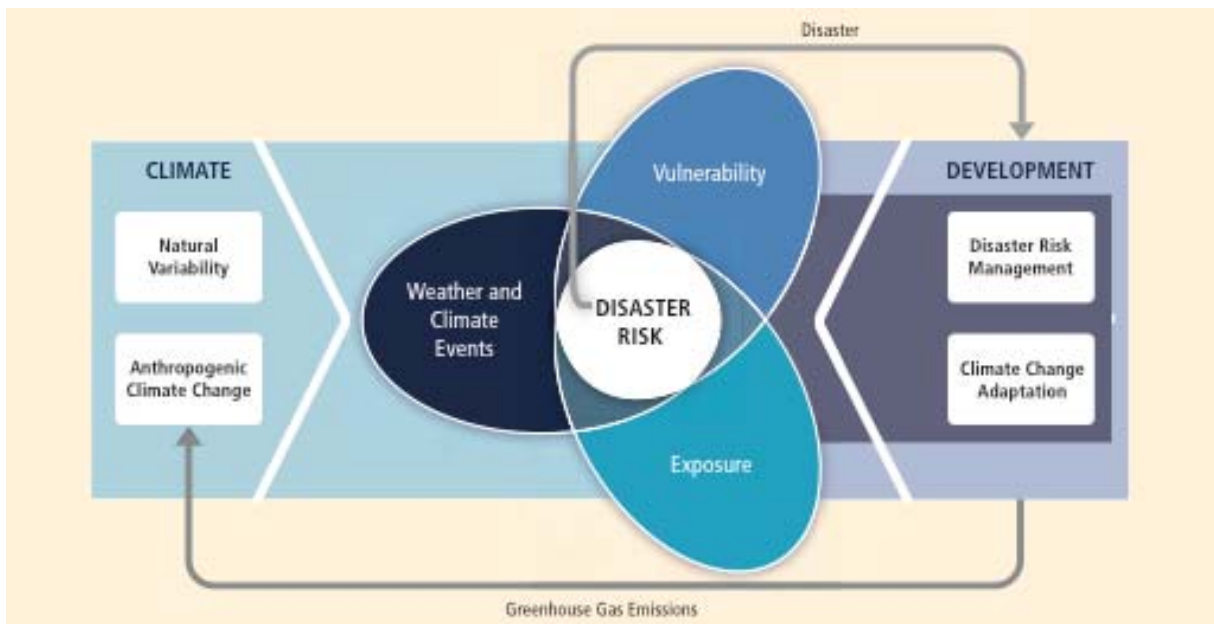 Disaster
CLIMATE
Natural
Variability
Anthropogenic
Climate Change
Weather and
Climate
Events
Vulnerability
DISASTER
RISK
Exposure
DEVELOPMENT
Disaster Risk
Management
Climate Change
Adaptation
Greenhouse Gas Emissions